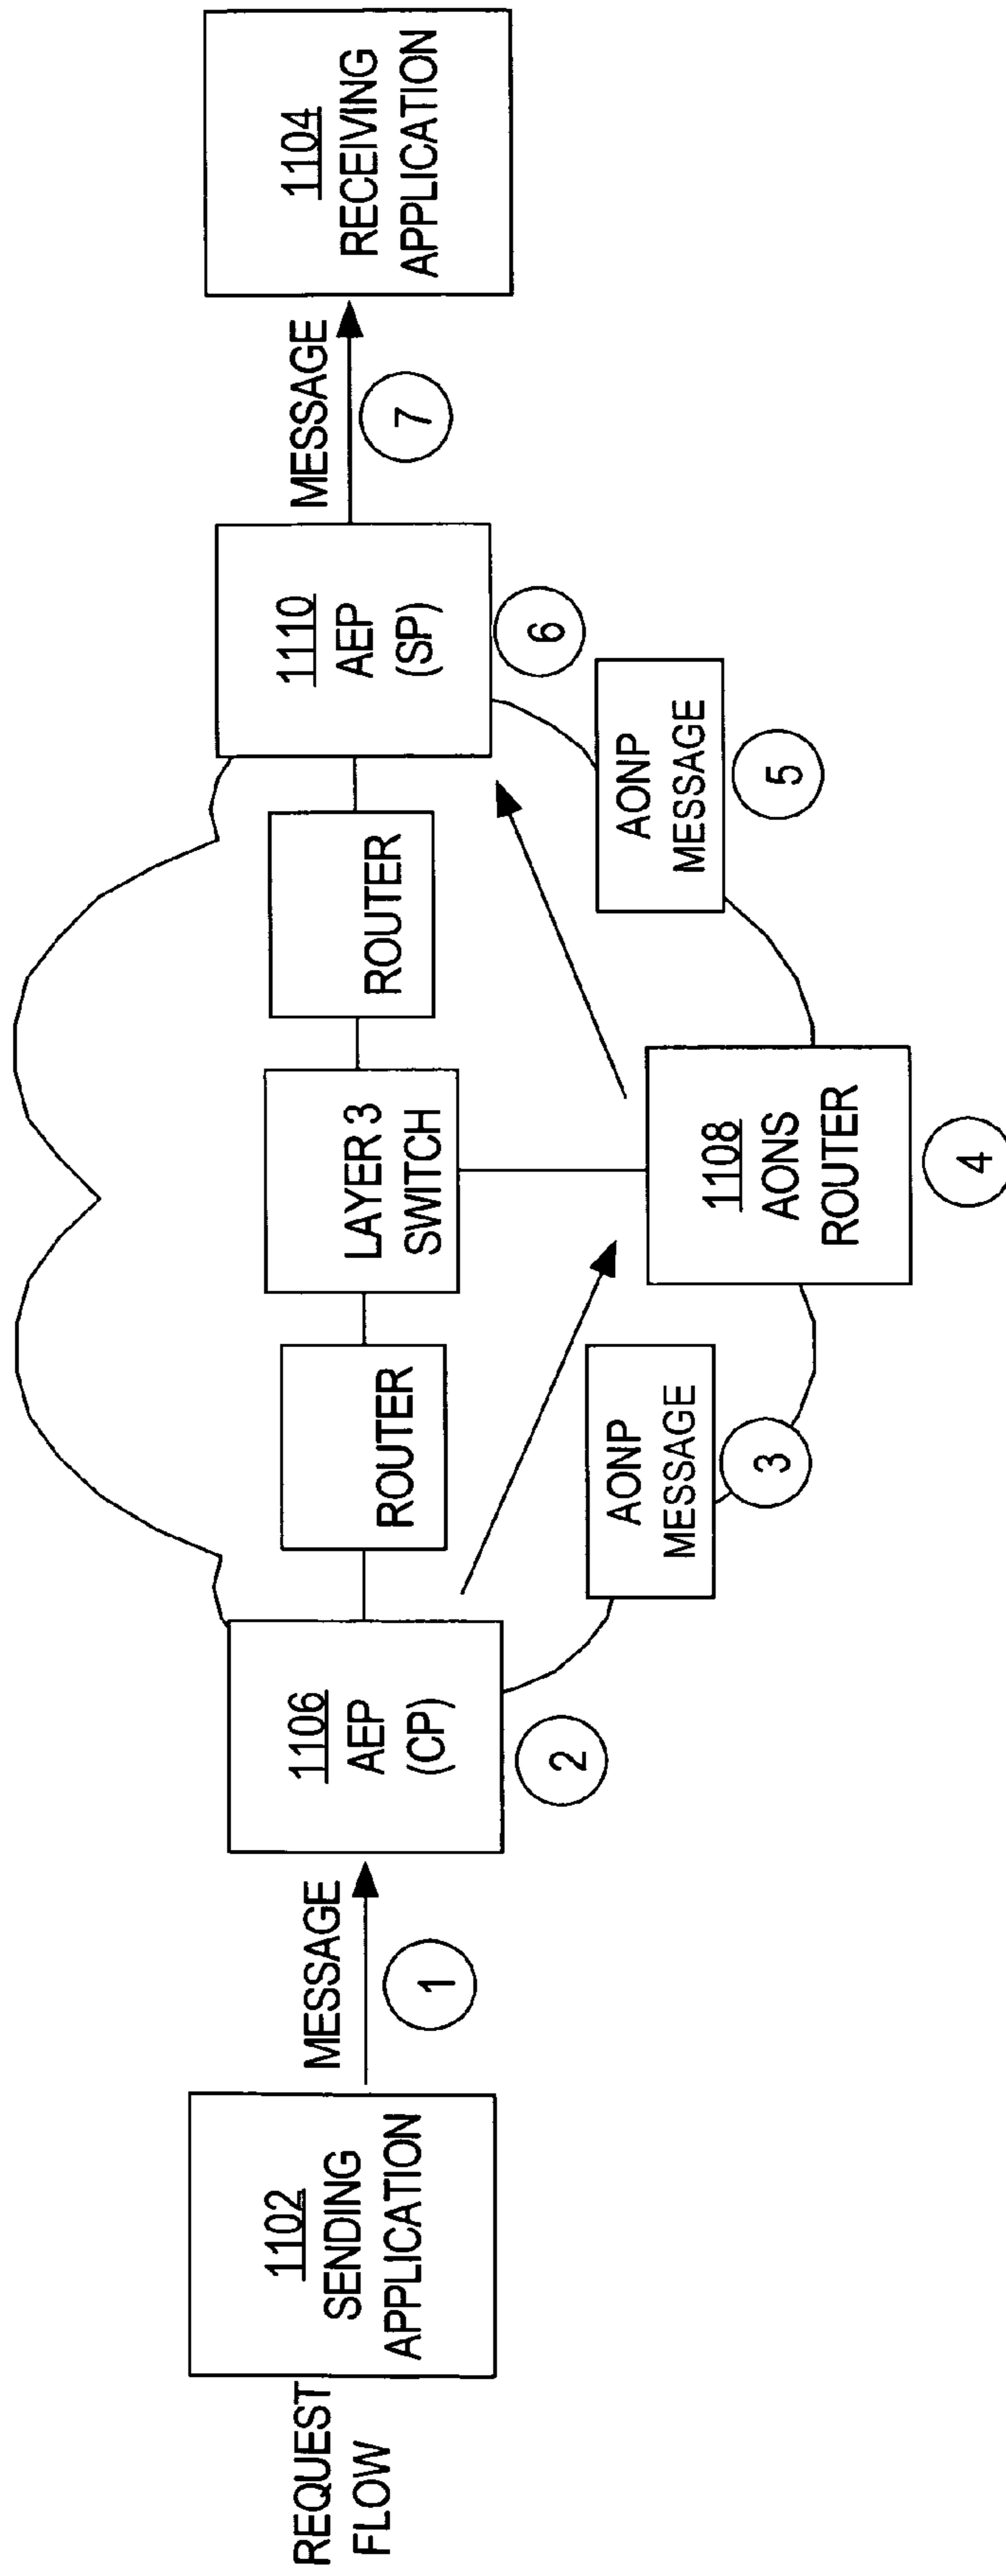 REQUEST
FLOW
1102
SENDING
APPLICATION
MESSAGE
1
1106
AEP
(CP)
2
ROUTER
AONP
MESSAGE
3
LAYER 3
SWITCH
1108
AONS
ROUTER
4
ROUTER
AONP
MESSAGE
5
1110
AEP
(SP)
6
MESSAGE
7
1104
RECEIVING
APPLICATION